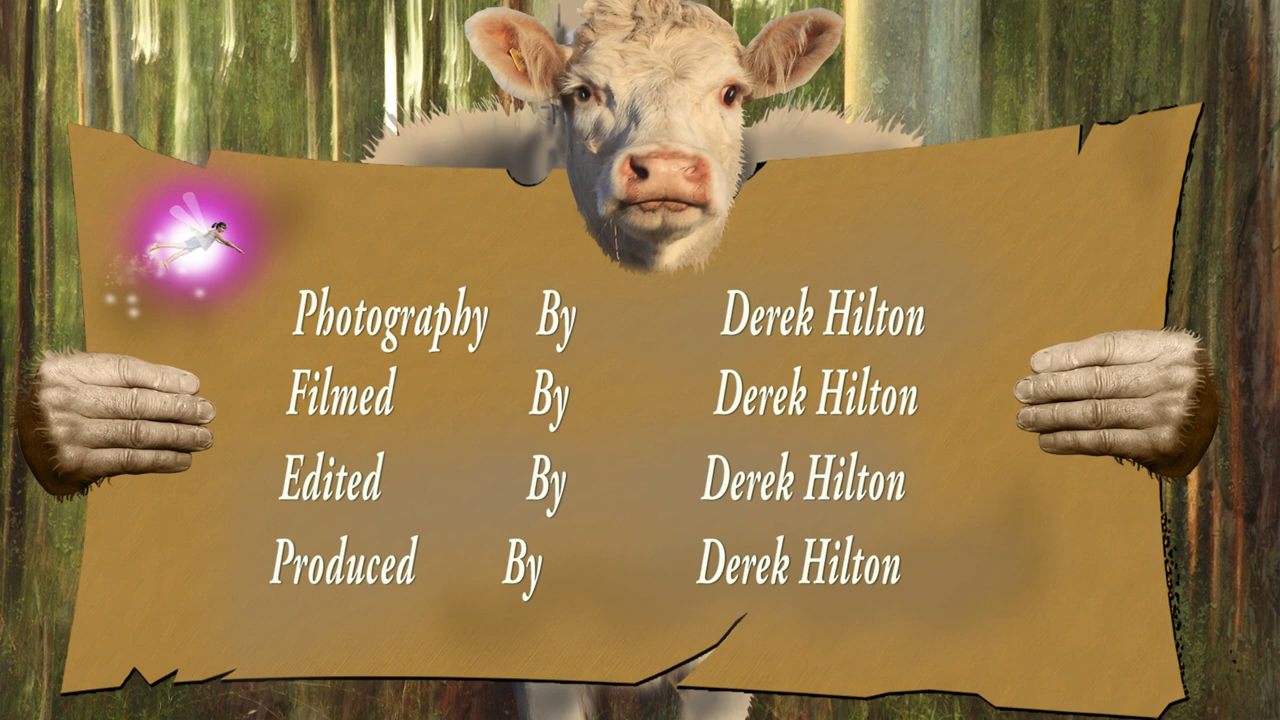 Photography By Derek Hilton
Filmed By Derek Hilton
Edited By Derek Hilton
Produced By Derek Hilton